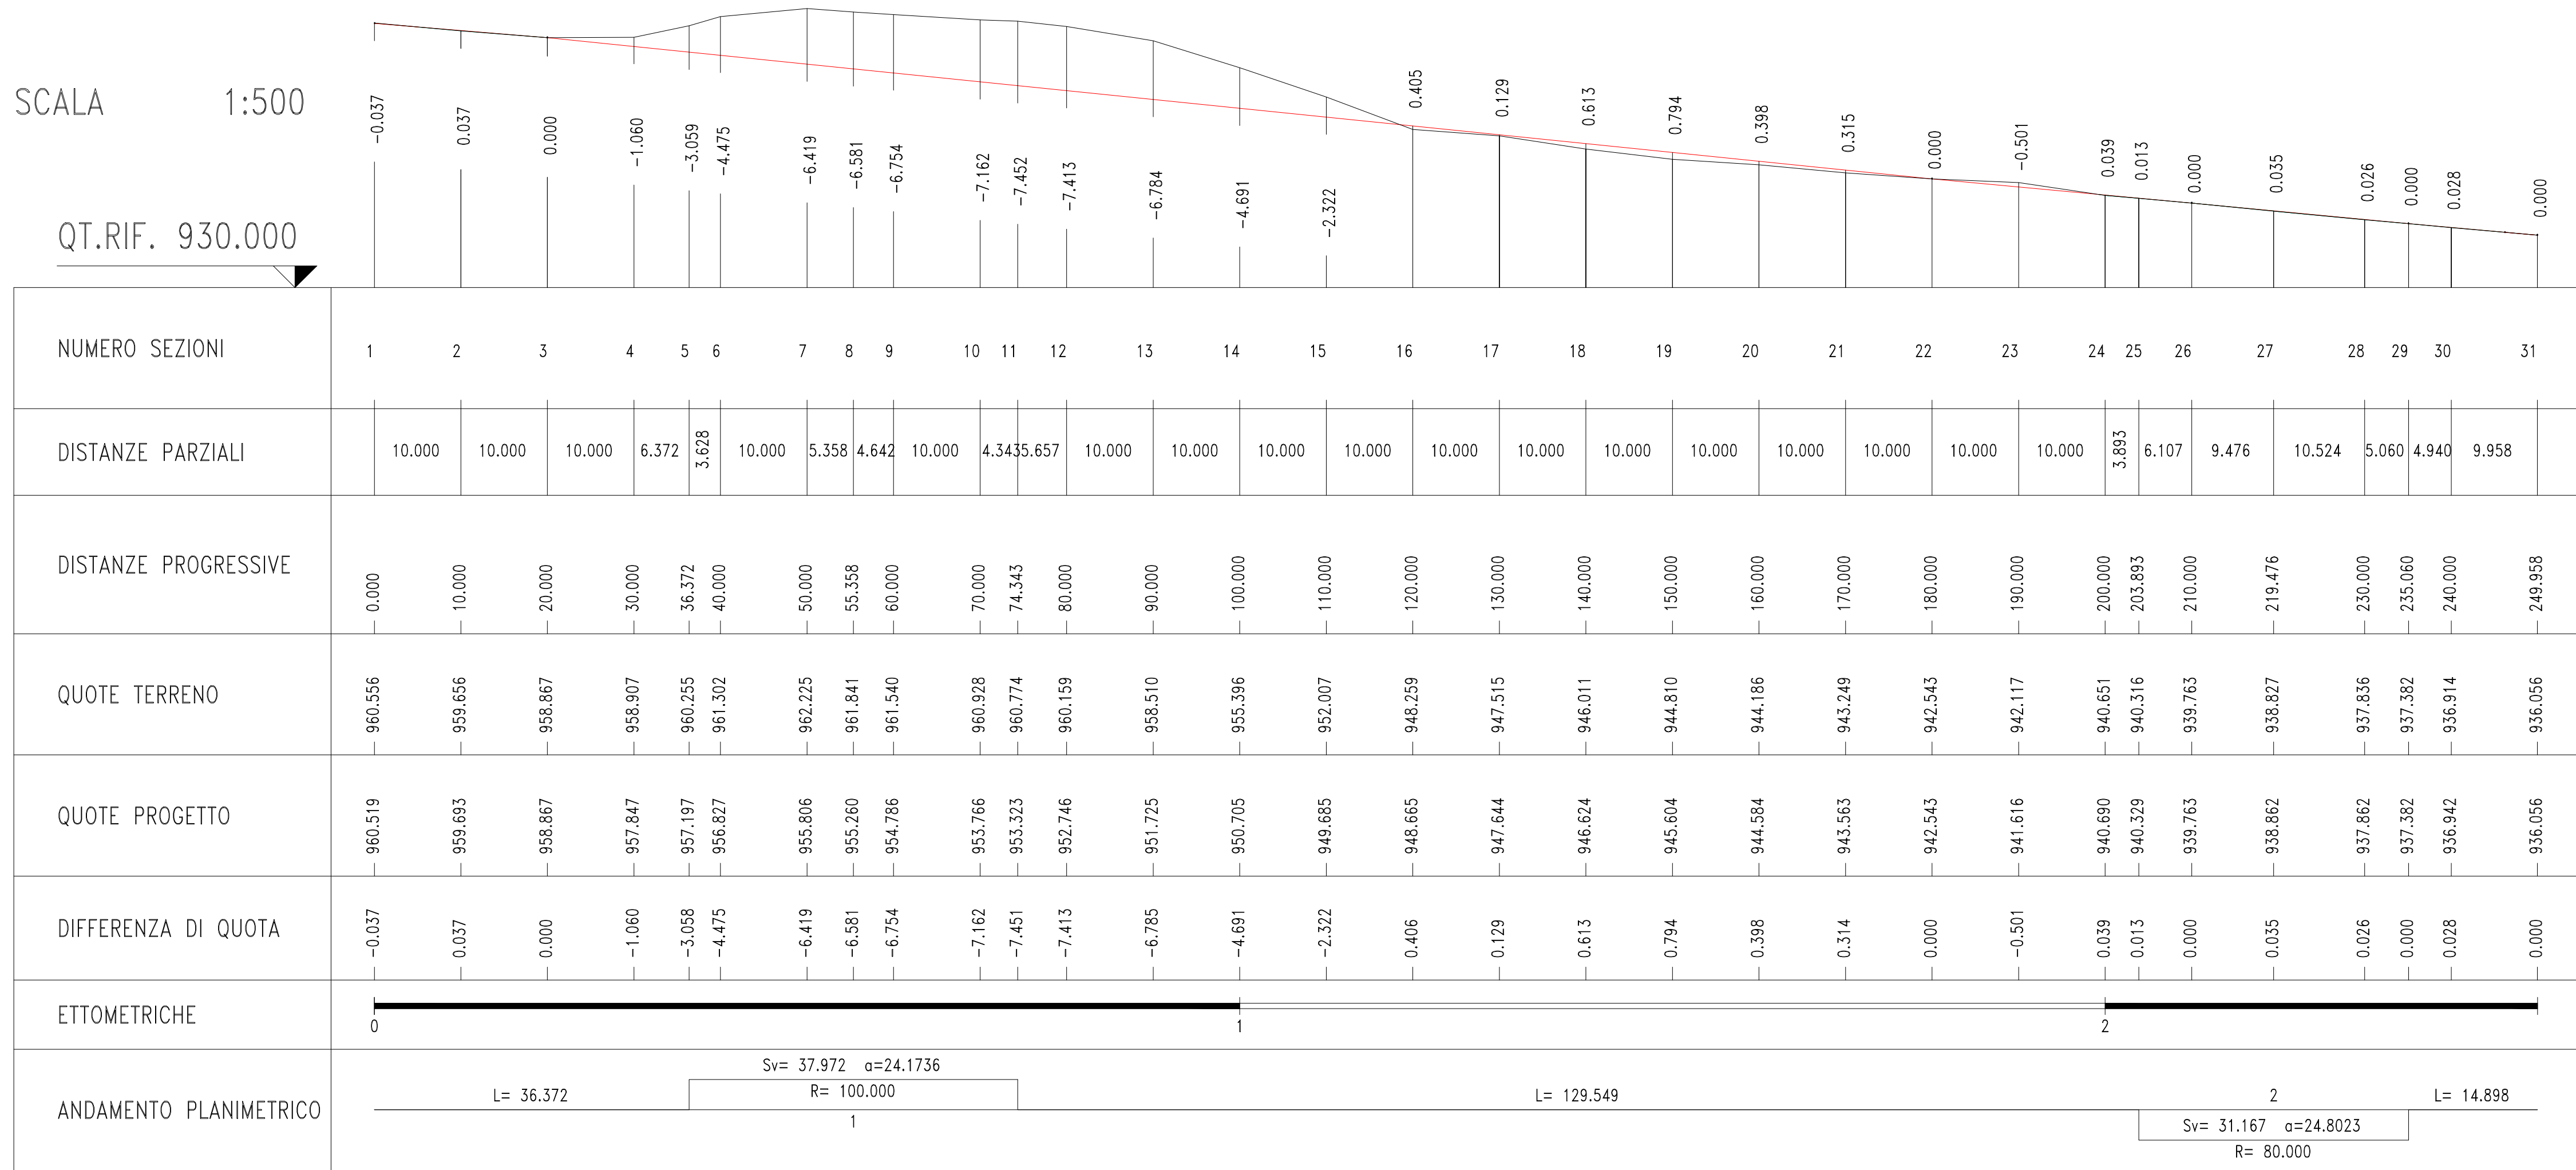 SCALA 1:500
-0.037 0.037 0.000 -1.060 -3.059 -4.475 -6.419 -6.581 -6.754 -7.162 -7.452 -7.413 -6.784 -4.691 -2.322 0.405 0.129 0.613 0.794 0.398 0.315 0.000 -0.501 0.039 0.013 0.000 0.035 0.026 0.000 0.028 0.000
QT.RIF. 930.000
NUMERO SEZIONI 1 2 3 4 5 6 7 8 9 10 11 12 13 14 15 16 17 18 19 20 21 22 23 24 25 26 27 28 29 30 31
DISTANZE PARZIALI 10.000 10.000 10.000 6.372 3.628 10.000 5.358 4.642 10.000 4.343 5.657 10.000 10.000 10.000 10.000 10.000 10.000 10.000 10.000 10.000 10.000 10.000 10.000 3.893 6.107 9.476 10.524 5.060 4.940 9.958
DISTANZE PROGRESSIVE 0.000 10.000 20.000 30.000 36.372 40.000 50.000 55.358 60.000 70.000 74.343 80.000 90.000 100.000 110.000 120.000 130.000 140.000 150.000 160.000 170.000 180.000 190.000 200.000 203.893 210.000 219.476 230.000 235.060 240.000 249.958
QUOTE TERRENO 960.556 959.656 958.867 958.907 960.255 961.302 962.225 961.841 961.540 960.928 960.774 960.159 958.510 955.396 952.007 948.259 947.515 946.011 944.810 944.186 943.249 942.543 942.117 940.651 940.316 939.763 938.827 937.836 937.382 936.914 936.056
QUOTE PROGETTO 960.519 959.693 958.867 957.847 957.197 956.827 955.806 955.260 954.786 953.766 953.323 952.746 951.725 950.705 949.685 948.665 947.644 946.624 945.604 944.584 943.563 942.543 941.616 940.690 940.329 939.763 938.862 937.862 937.382 936.942 936.056
DIFFERENZA DI QUOTA -0.037 0.037 0.000 -1.060 -3.058 -4.475 -6.419 -6.581 -6.754 -7.162 -7.451 -7.413 -6.785 -4.691 -2.322 0.406 0.129 0.613 0.794 0.398 0.314 0.000 -0.501 0.039 0.013 0.000 0.035 0.026 0.000 0.028 0.000
ETTOMETRICHE 0 1 2
Sv= 37.972 a=24.1736
L= 36.372 R= 100.000 L= 129.549 2 L= 14.898
ANDAMENTO PLANIMETRICO 1 Sv= 31.167 a=24.8023
R= 80.000